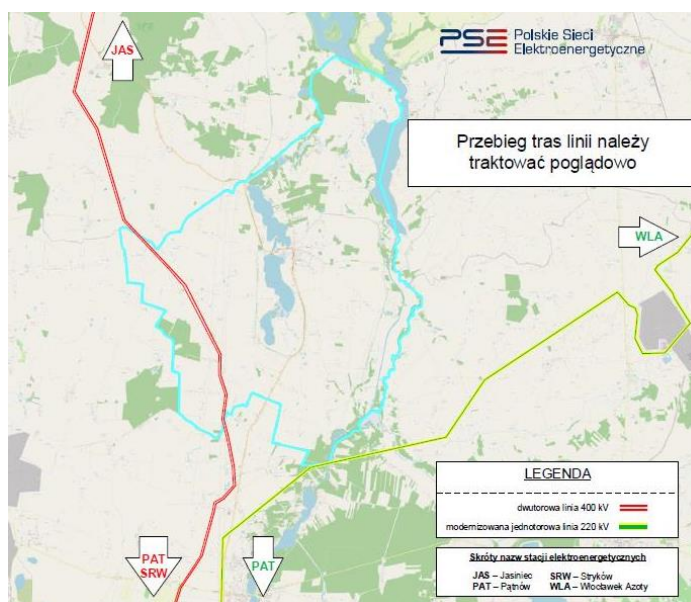 JAS
PSE
Polskie Sieci
Elektroenergetyczne
Przebieg tras linii należy
traktować poglądowo
WLA
PAT
SRW
PAT
LEGENDA
dwutorowa linia 400 kV
modernizowana jednotorowa linia 220 kV
Skróty nazw stacji elektroenergetycznych
JAS – Jasiniec SRW – Stryków
PAT – Pątnów WLA – Włocławek Azoty